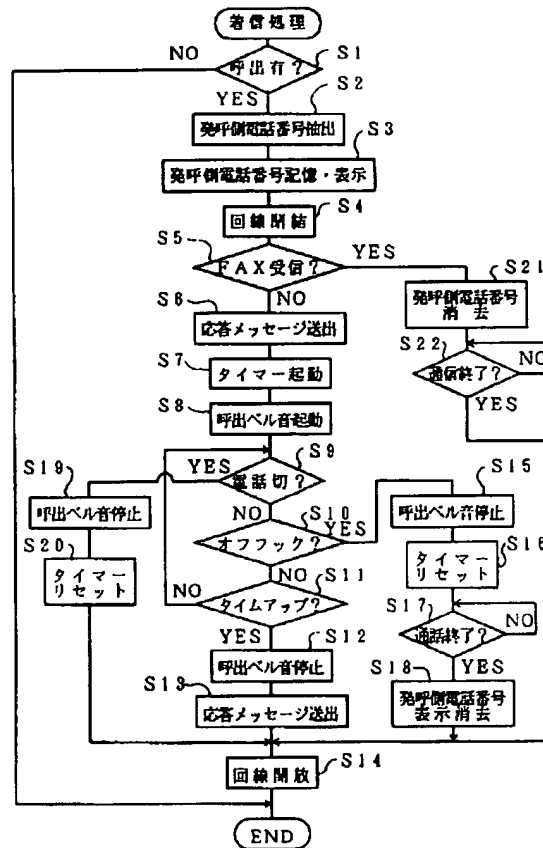 着信処理
S1
NO
呼出有?
YES
S2
発呼側電話番号抽出
S3
発呼側電話番号記憶・表示
S4
回線閉結
S5
FAX受信?
YES
NO
S21
発呼側電話番号
消去
S22
通信終了?
NO
YES
S6
応答メッセージ送出
S7
タイマー起動
S8
呼出ベル音起動
S9
電話切?
YES
NO
S19
呼出ベル音停止
S20
タイマー
リセット
S10
オフフック?
YES
NO
S15
呼出ベル音停止
S16
タイマー
リセット
S17
通話終了?
NO
YES
S18
発呼側電話番号
表示消去
S11
タイムアップ?
NO
YES
S12
呼出ベル音停止
S13
応答メッセージ送出
S14
回線開放
END